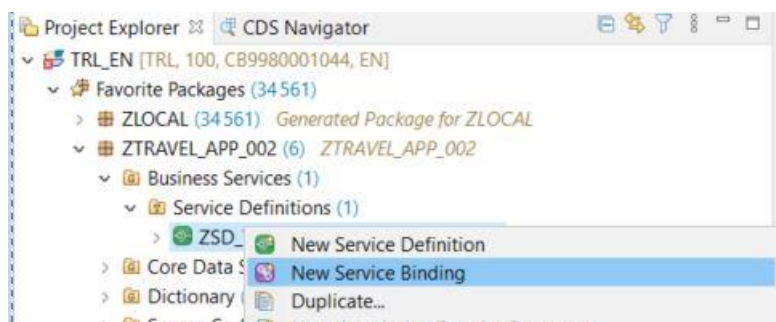 Project Explorer CDS Navigator
TRL_EN [TRL, 100, CB9980001044, EN]
Favorite Packages (34 561)
ZLOCAL (34 561) Generated Package for ZLOCAL
ZTRAVEL_APP_002 (6) ZTRAVEL_APP_002
Business Services (1)
Service Definitions (1)
ZSD_
New Service Definition
Core Data
New Service Binding
Dictionary
Duplicate...